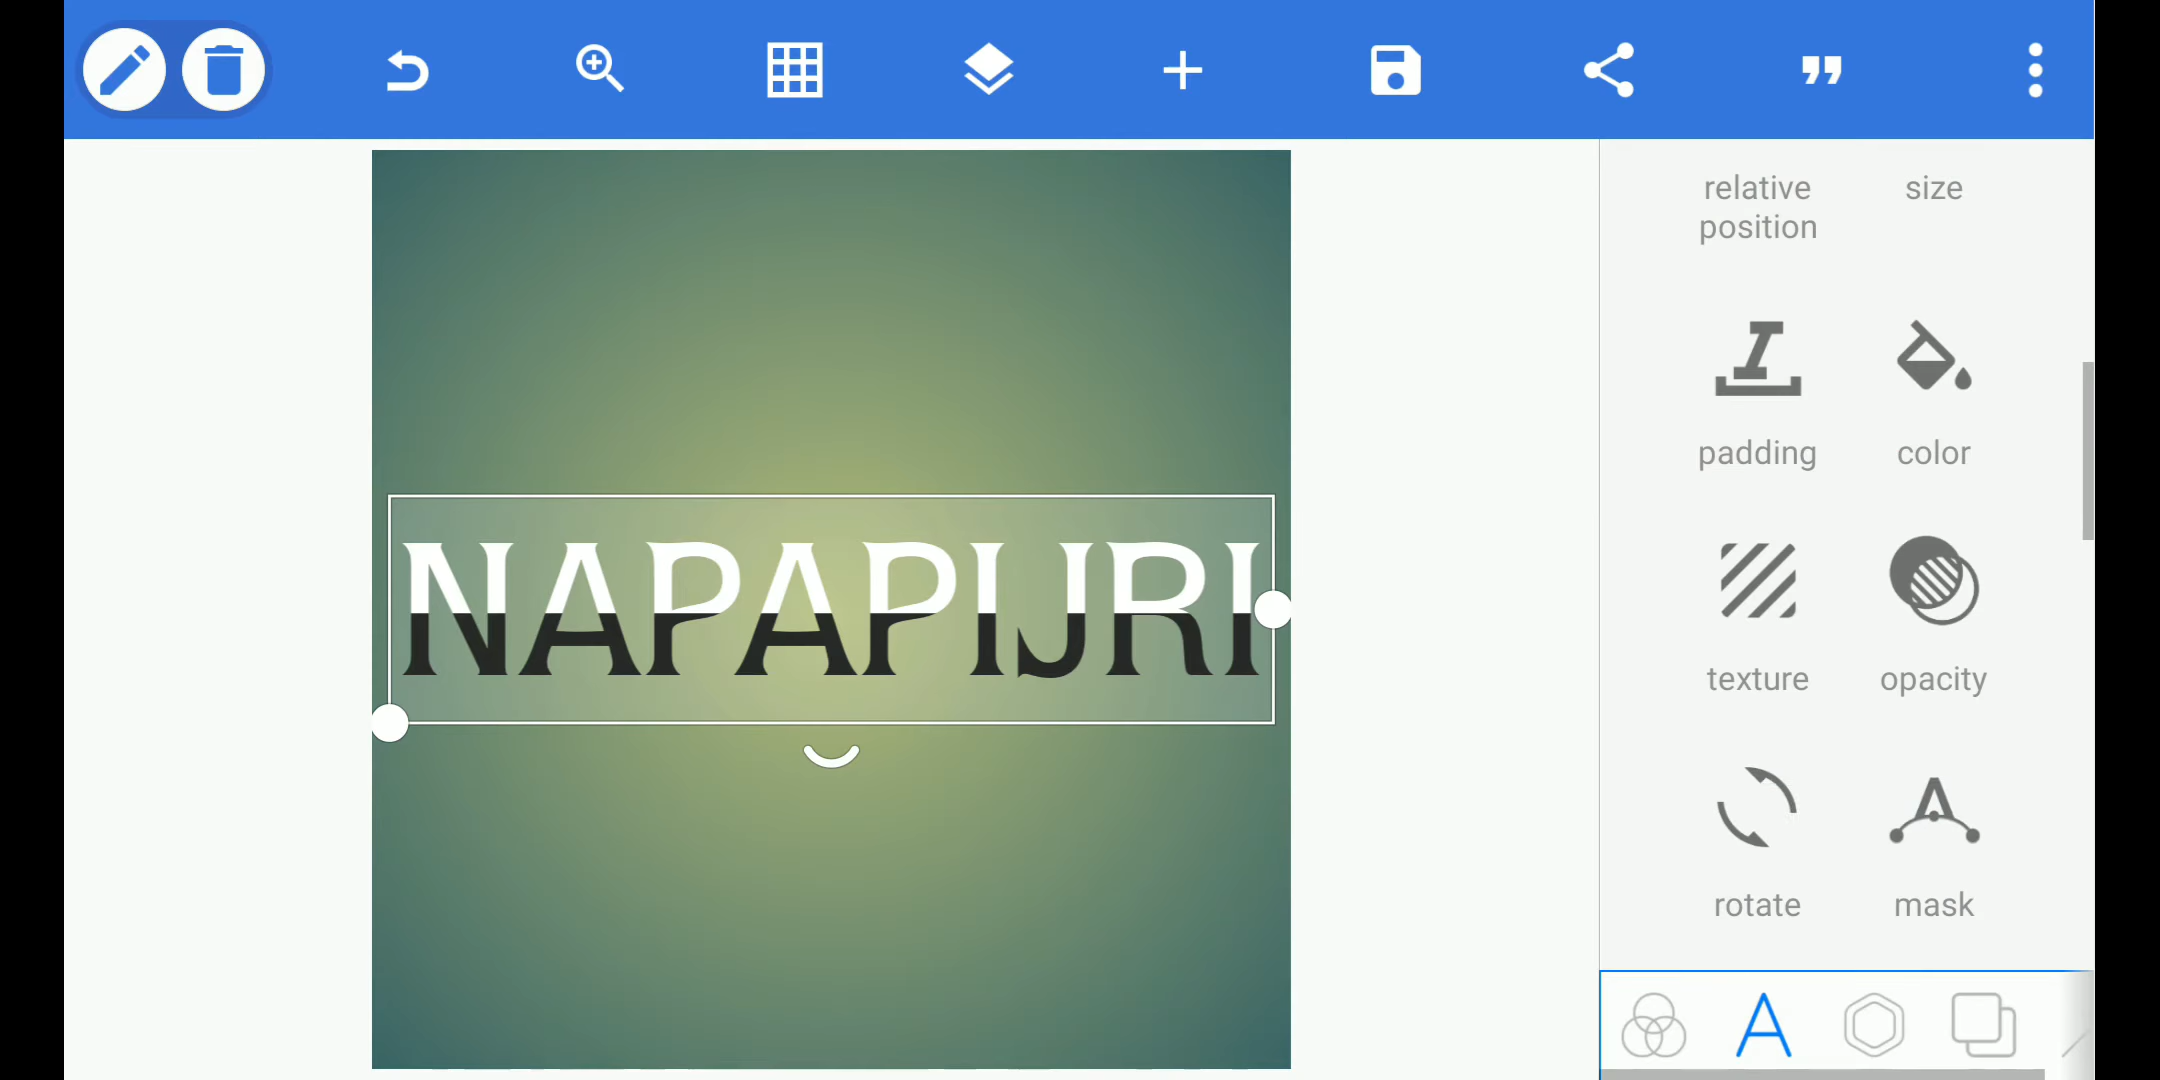 relative
position
size
NAPAPIJRI
padding
color
texture
opacity
rotate
mask